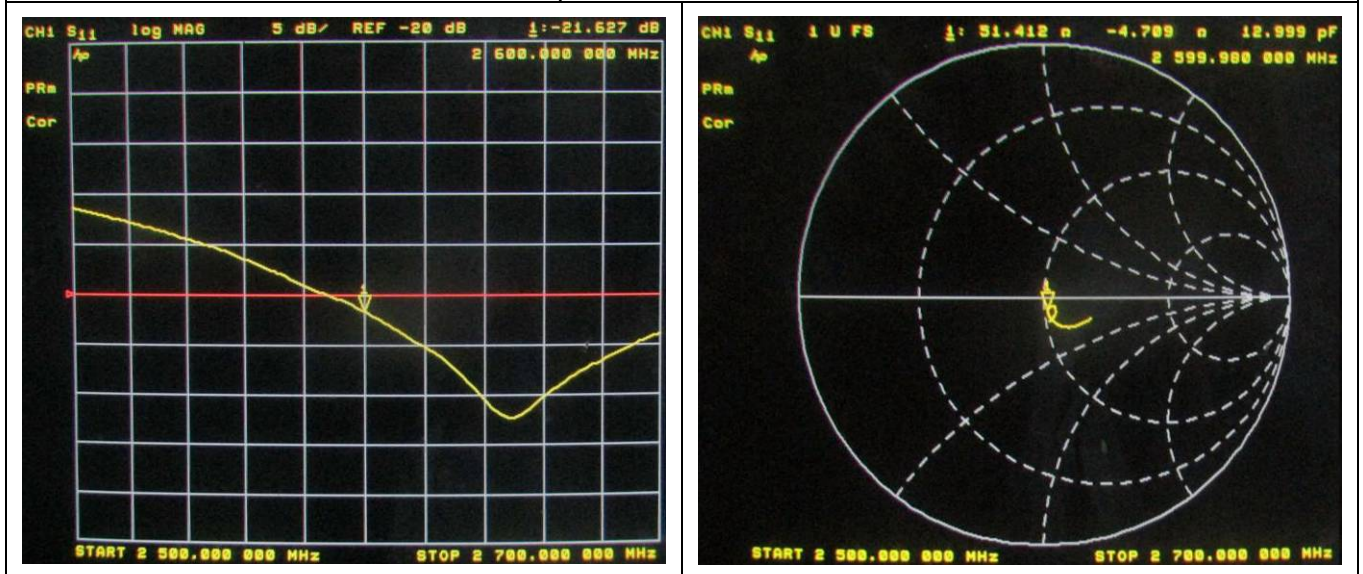 CH1 S11 log MAG 5 dB/ REF -20 dB 1:-21.627 dB
hp
2 600.000 000 MHz
PRm
Cor
START 2 500.000 000 MHz STOP 2 700.000 000 MHz
CH1 S11 1 U FS 1: 51.412 Ω -4.709 Ω 12.999 pF
hp
2 599.980 000 MHz
PRm
Cor
START 2 500.000 000 MHz STOP 2 700.000 000 MHz